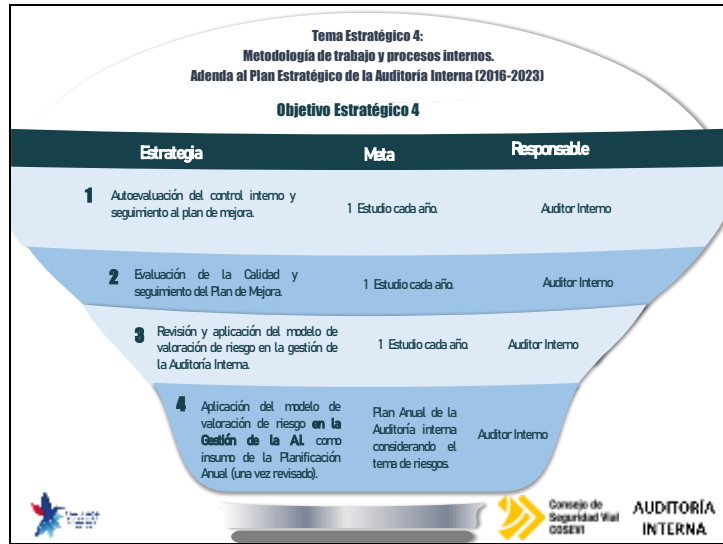 Tema Estratégico 4:
Metodología de trabajo y procesos internos.
Adenda al Plan Estratégico de la Auditoría Interna (2016-2023)
Objetivo Estratégico 4
Estrategia Meta Responsable
1 Autoevaluación del control interno y
seguimiento al plan de mejora.
1 Estudio cada año.
Auditor Interno
2 Evaluación de la Calidad y
seguimiento del Plan de Mejora.
1 Estudio cada año.
Auditor Interno
3 Revisión y aplicación del modelo de
valoración de riesgo en la gestión de
la Auditoría Interna.
1 Estudio cada año.
Auditor Interno
4 Aplicación del modelo de
valoración de riesgo en la
Gestión de la A.I. como
insumo de la Planificación
Anual (una vez revisado).
Plan Anual de la
Auditoría interna
considerando el
tema de riesgos.
Auditor Interno
Consejo de
Seguridad Vial
COSEVI
AUDITORÍA
INTERNA